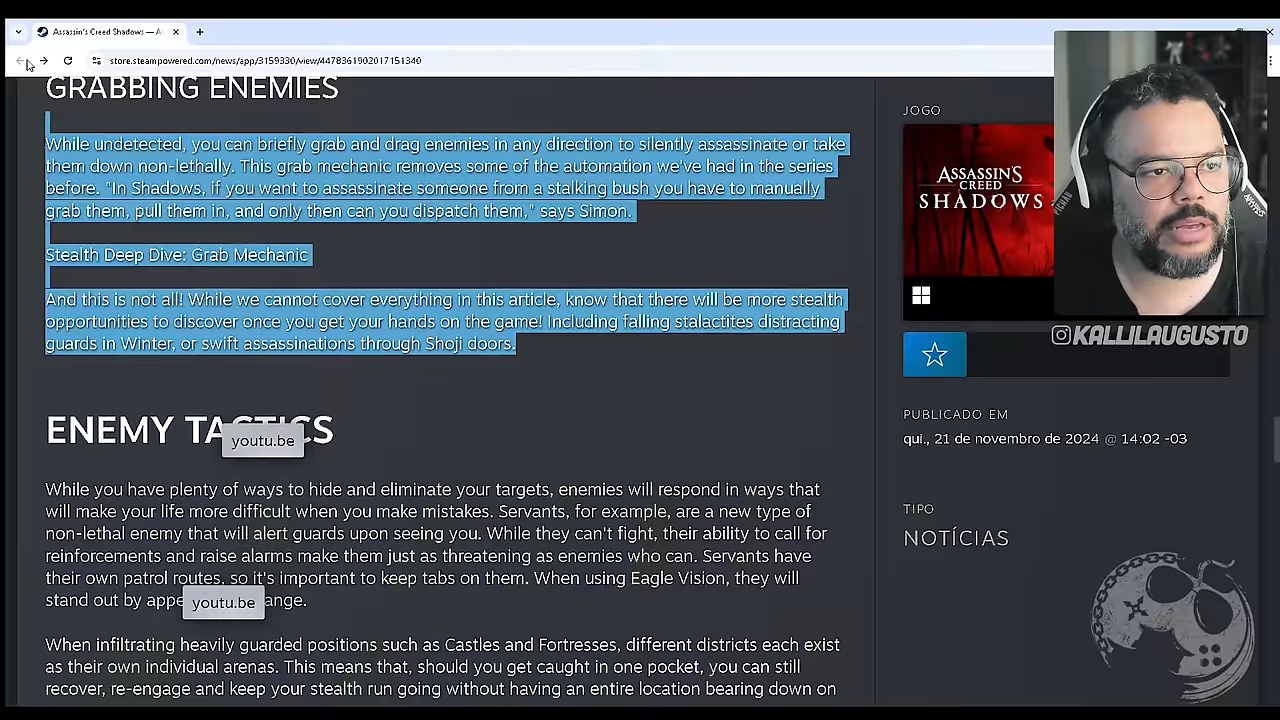 Assassin's Creed Shadows — A
store.steampowered.com/news/app/3159330/view/4478361902017151340
GRABBING ENEMIES
While undetected, you can briefly grab and drag enemies in any direction to silently assassinate or take
them down non-lethally. This grab mechanic removes some of the automation we've had in the series
before. "In Shadows, if you want to assassinate someone from a stalking bush you have to manually
grab them, pull them in, and only then can you dispatch them," says Simon.
Stealth Deep Dive: Grab Mechanic
And this is not all! While we cannot cover everything in this article, know that there will be more stealth
opportunities to discover once you get your hands on the game! Including falling stalactites distracting
guards in Winter, or swift assassinations through Shoji doors.
ENEMY TACTICS
youtu.be
While you have plenty of ways to hide and eliminate your targets, enemies will respond in ways that
will make your life more difficult when you make mistakes. Servants, for example, are a new type of
non-lethal enemy that will alert guards upon seeing you. While they can't fight, their ability to call for
reinforcements and raise alarms make them just as threatening as enemies who can. Servants have
their own patrol routes, so it's important to keep tabs on them. When using Eagle Vision, they will
stand out by appe ange.
youtu.be
When infiltrating heavily guarded positions such as Castles and Fortresses, different districts each exist
as their own individual arenas. This means that, should you get caught in one pocket, you can still
recover, re-engage and keep your stealth run going without having an entire location bearing down on
JOGO
ASSASSIN'S
CREED
SHADOWS
KALLILAUGUSTO
PUBLICADO EM
qui., 21 de novembro de 2024 @ 14:02 -03
TIPO
NOTÍCIAS